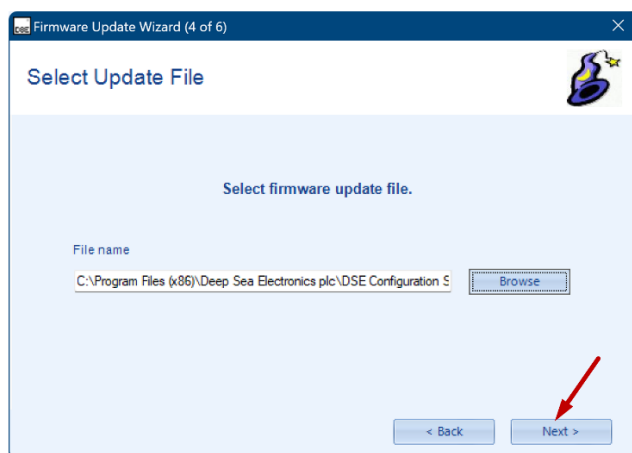 DSE Firmware Update Wizard (4 of 6)
Select Update File
Select firmware update file.
File name
C:\Program Files (x86)\Deep Sea Electronics plc\DSE Configuration S
Browse
< Back
Next >